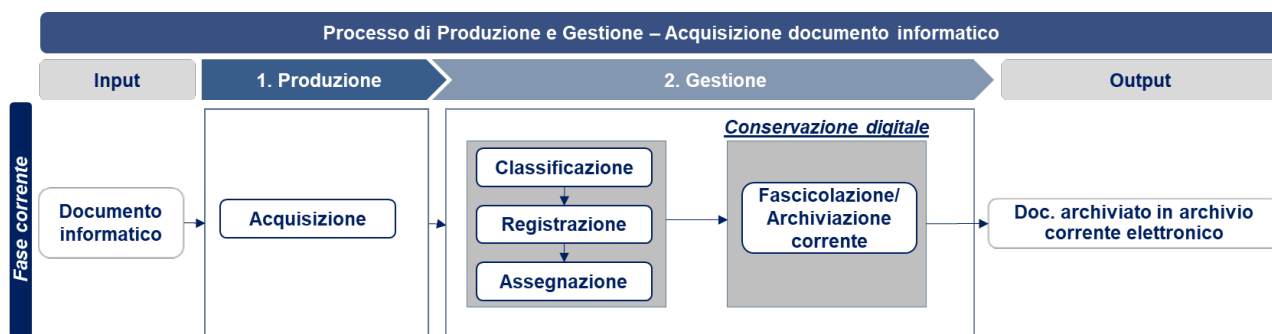 Processo di Produzione e Gestione – Acquisizione documento informatico
Input
1. Produzione
2. Gestione
Output
Fase corrente
Documento
informatico
Acquisizione
Classificazione
Registrazione
Assegnazione
Conservazione digitale
Fascicolazione/
Archiviazione
corrente
Doc. archiviato in archivio
corrente elettronico